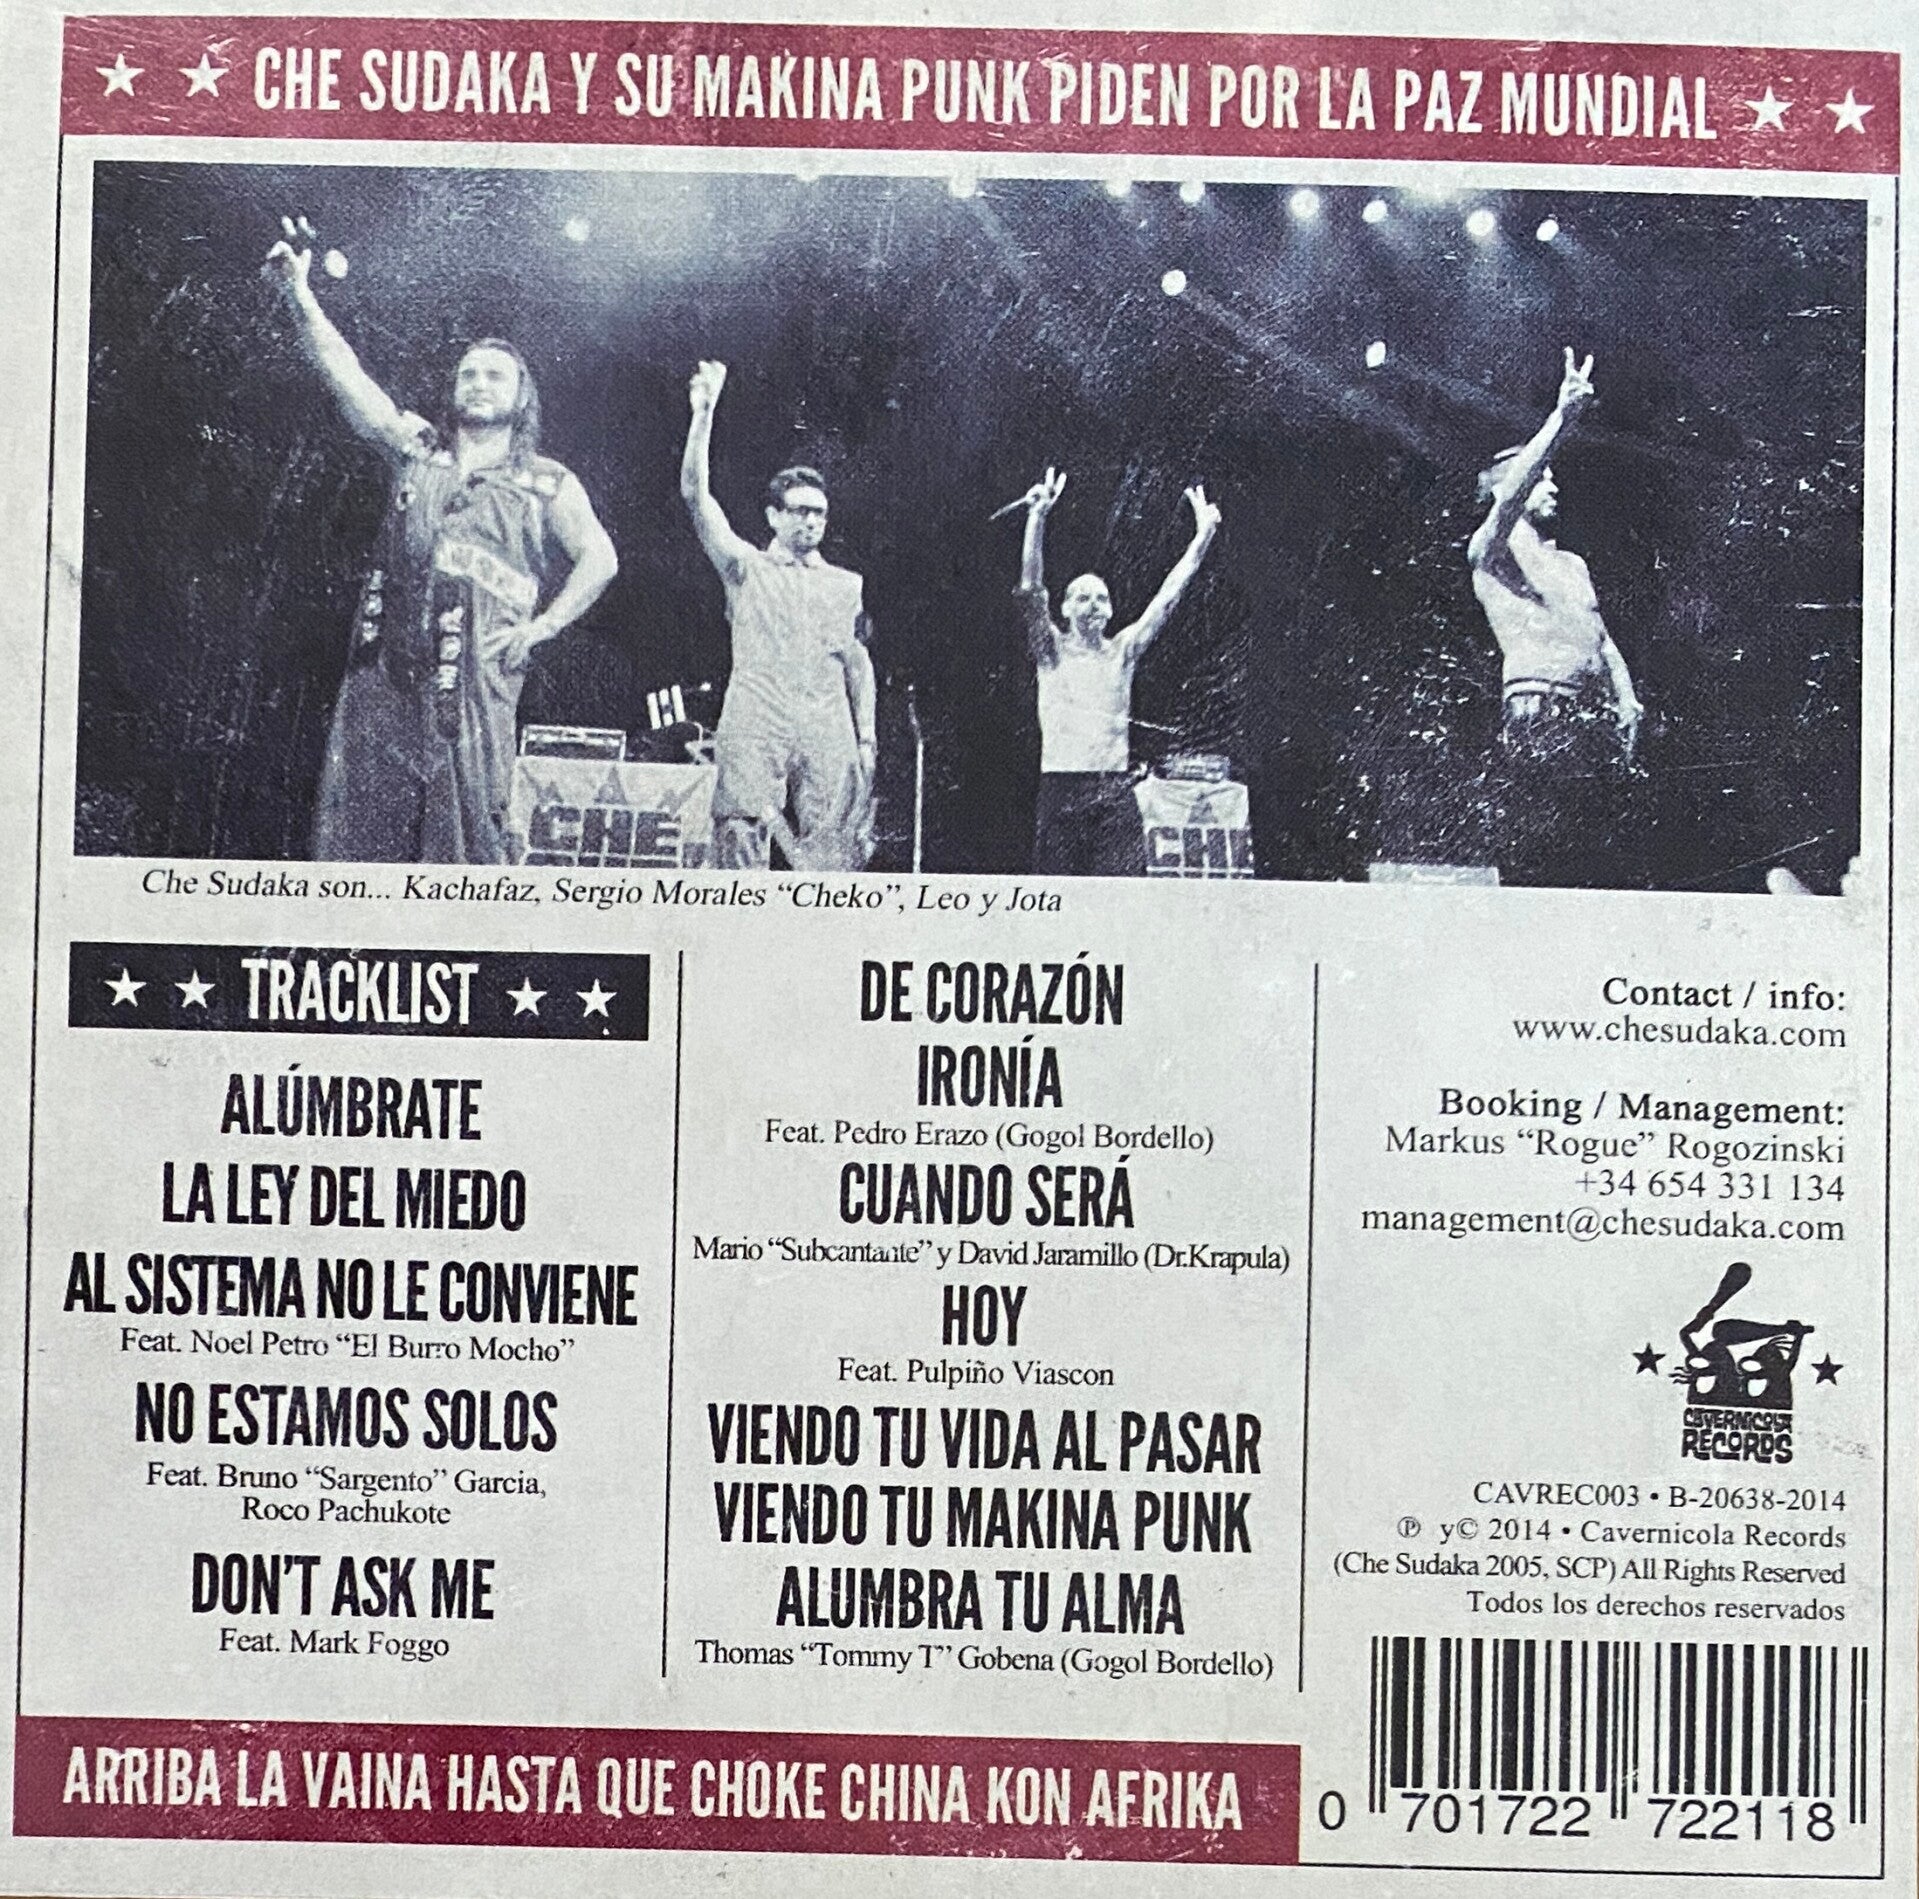 CHE SUDAKA Y SU MAKINA PUNK PIDEN POR LA PAZ MUNDIAL
CHE
CHE
Che Sudaka son... Kachafaz, Sergio Morales “Cheko”, Leo y Jota
TRACKLIST
ALÚMBRATE
LA LEY DEL MIEDO
AL SISTEMA NO LE CONVIENE
Feat. Noel Petro “El Burro Mocho”
NO ESTAMOS SOLOS
Feat. Bruno “Sargento” Garcia,
Roco Pachukote
DON’T ASK ME
Feat. Mark Foggo
DE CORAZÓN
IRONÍA
Feat. Pedro Erazo (Gogol Bordello)
CUANDO SERÁ
Mario “Subcantante” y David Jaramillo (Dr.Krapula)
HOY
Feat. Pulpiño Viascon
VIENDO TU VIDA AL PASAR
VIENDO TU MAKINA PUNK
ALUMBRA TU ALMA
Thomas “Tommy T” Gobena (Gogol Bordello)
Contact / info:
www.chesudaka.com
Booking / Management:
Markus “Rogue” Rogozinski
+34 654 331 134
management@chesudaka.com
CAVERNICOLA
RECORDS
CAVREC003 • B-20638-2014
℗ y© 2014 • Cavernicola Records
(Che Sudaka 2005, SCP) All Rights Reserved
Todos los derechos reservados
ARRIBA LA VAINA HASTA QUE CHOKE CHINA KON AFRIKA
0 701722 722118